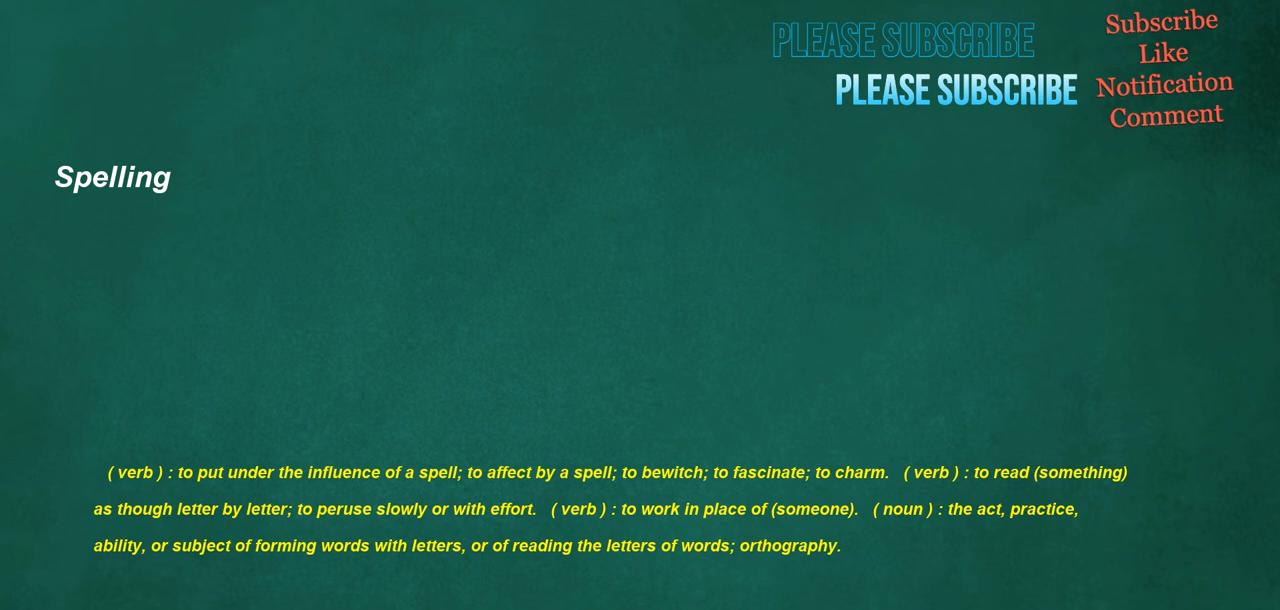 PLEASE SUBSCRIBE
PLEASE SUBSCRIBE
Subscribe
Like
Notification
Comment
Spelling
( verb ) : to put under the influence of a spell; to affect by a spell; to bewitch; to fascinate; to charm.   ( verb ) : to read (something)
as though letter by letter; to peruse slowly or with effort.   ( verb ) : to work in place of (someone).   ( noun ) : the act, practice,
ability, or subject of forming words with letters, or of reading the letters of words; orthography.